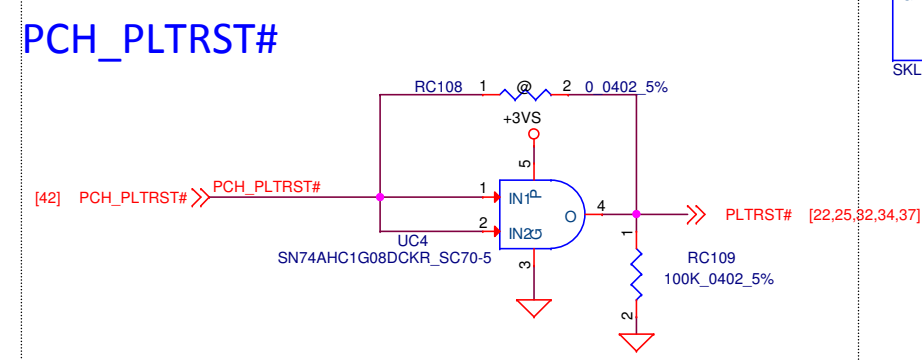 PCH_PLTRST#
SKL
RC108 1 @ 2 0_0402_5%
+3VS
5
[42] PCH_PLTRST# PCH_PLTRST#
1 IN1 P
O 4
PLTRST# [22,25,32,34,37]
2 IN2 G
UC4
SN74AHC1G08DCKR_SC70-5
3
1
RC109
100K_0402_5%
2